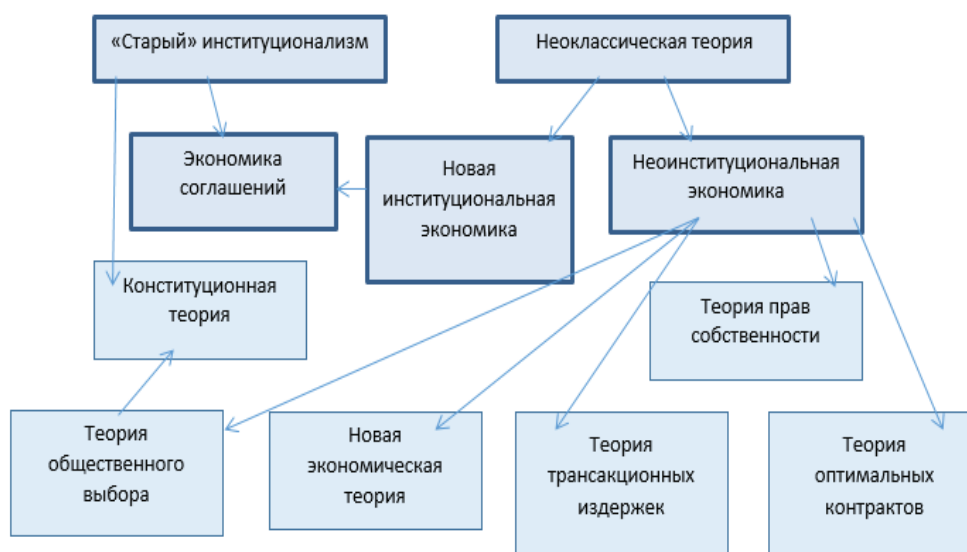 «Старый» институционализм
Неоклассическая теория
Экономика
соглашений
Новая
институциональная
экономика
Неоинституциональная
экономика
Конституционная
теория
Теория прав
собственности
Теория
общественного
выбора
Новая
экономическая
теория
Теория
трансакционных
издержек
Теория
оптимальных
контрактов